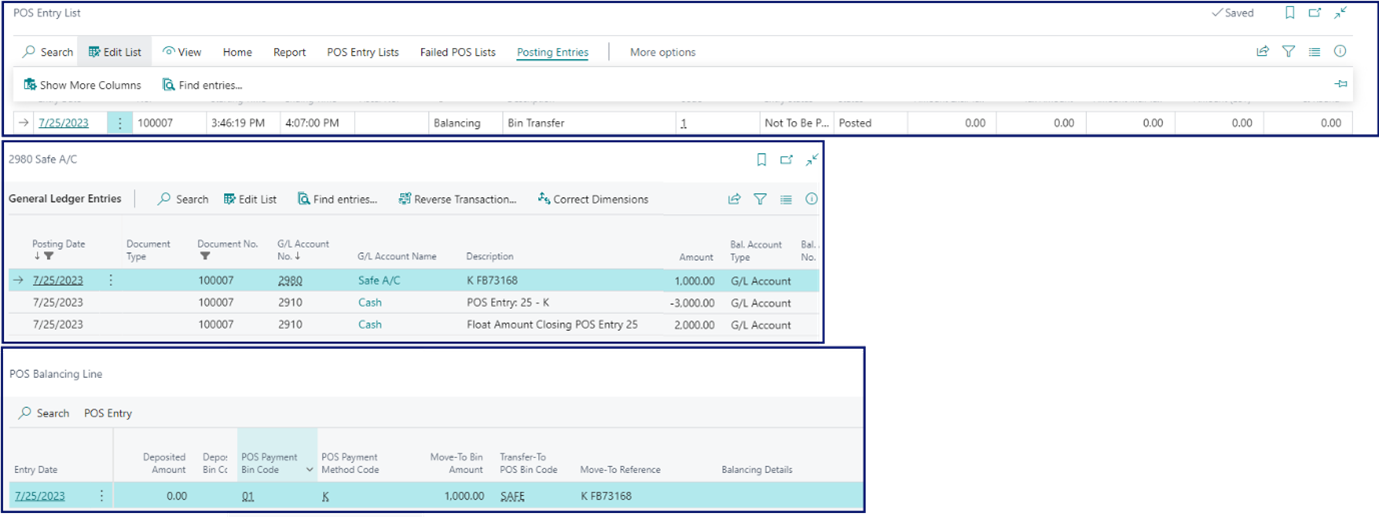 POS Entry List Saved
Search Edit List View Home Report POS Entry Lists Failed POS Lists Posting Entries More options
Show More Columns Find entries...
7/25/2023 100007 3:46:19 PM 4:07:00 PM Balancing Bin Transfer 1 Not To Be P... Posted 0.00 0.00 0.00 0.00 0.00
2980 Safe A/C
General Ledger Entries Search Edit List Find entries... Reverse Transaction... Correct Dimensions
Posting Date Document Type Document No. G/L Account No. G/L Account Name Description Amount Bal. Account Type Bal. No.
7/25/2023 100007 2980 Safe A/C K FB73168 1,000.00 G/L Account
7/25/2023 100007 2910 Cash POS Entry: 25 - K -3,000.00 G/L Account
7/25/2023 100007 2910 Cash Float Amount Closing POS Entry 25 2,000.00 G/L Account
POS Balancing Line
Search POS Entry
Entry Date Deposited Amount Depos Bin Cc POS Payment Bin Code POS Payment Method Code Move-To Bin Amount Transfer-To POS Bin Code Move-To Reference Balancing Details
7/25/2023 0.00 01 K 1,000.00 SAFE K FB73168